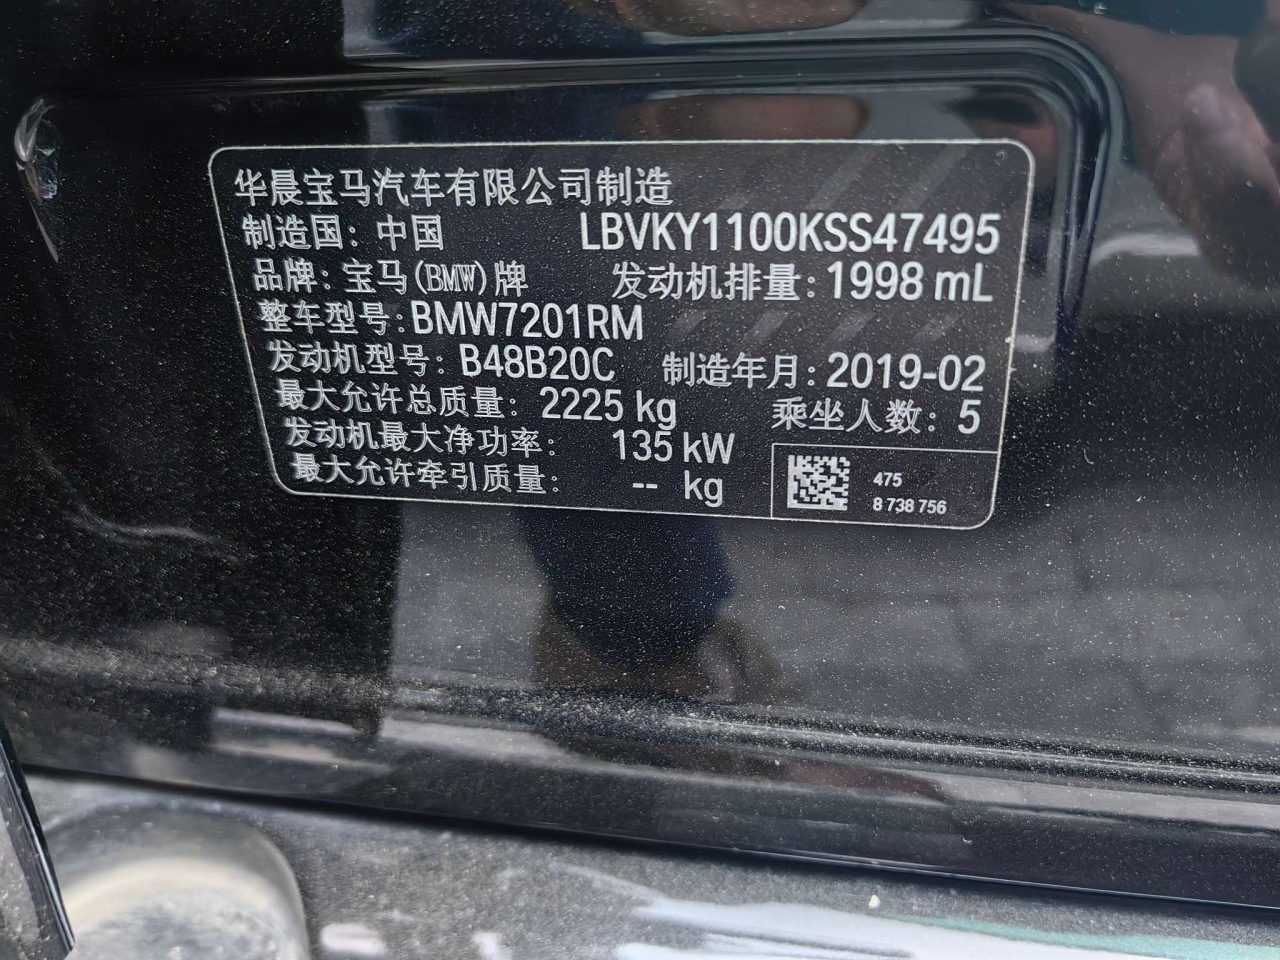 华晨宝马汽车有限公司制造
制造国：中国 LBVKY1100KSS47495
品牌：宝马(BMW)牌 发动机排量：1998 mL
整车型号：BMW7201RM
发动机型号：B48B20C 制造年月：2019-02
最大允许总质量：2225 kg 乘坐人数：5
发动机最大净功率： 135 kW
最大允许牵引质量： -- kg
475
8 738 756